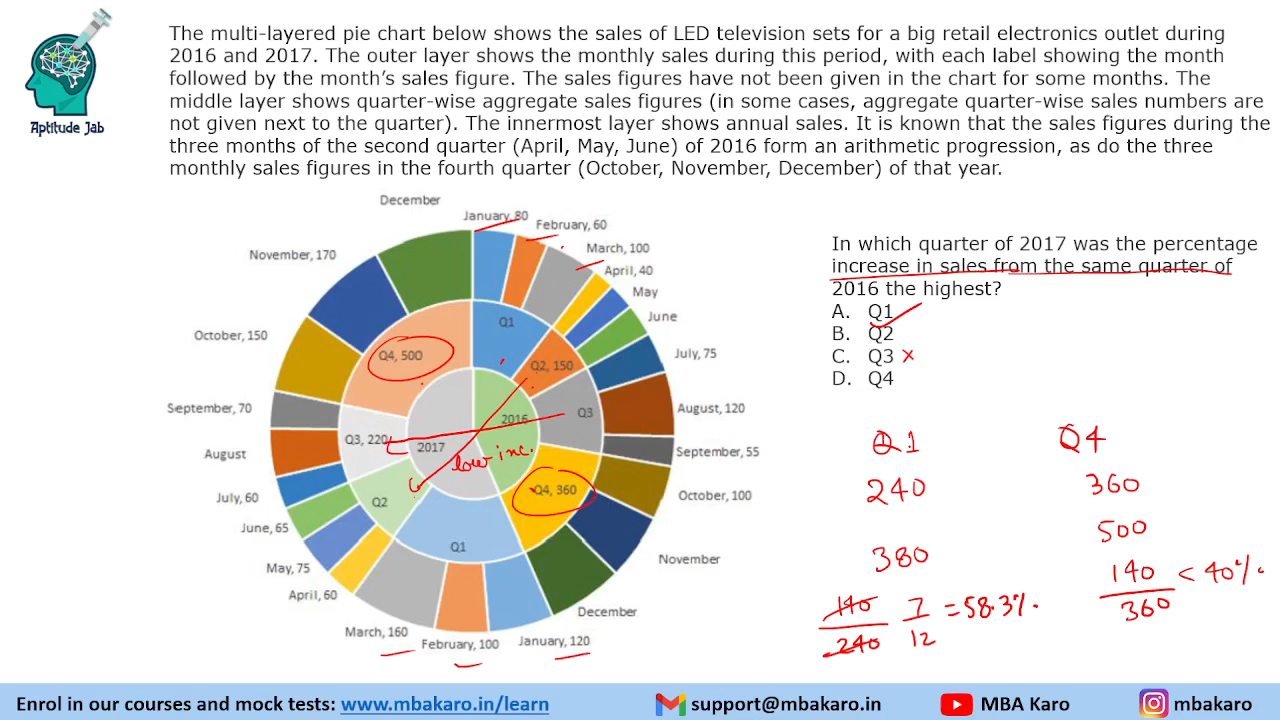 The multi-layered pie chart below shows the sales of LED television sets for a big retail electronics outlet during
2016 and 2017. The outer layer shows the monthly sales during this period, with each label showing the month
followed by the month's sales figure. The sales figures have not been given in the chart for some months. The
middle layer shows quarter-wise aggregate sales figures (in some cases, aggregate quarter-wise sales numbers are
not given next to the quarter). The innermost layer shows annual sales. It is known that the sales figures during the
three months of the second quarter (April, May, June) of 2016 form an arithmetic progression, as do the three
monthly sales figures in the fourth quarter (October, November, December) of that year.
Aptitude Jab
December
January, 80
February, 60
March, 100
April, 40
May
June
July, 75
August, 120
September, 55
October, 100
November
December
January, 120
February, 100
March, 160
April, 60
May, 75
June, 65
July, 60
August
September, 70
October, 150
November, 170
Q1
Q2, 150
Q3
Q4, 360
Q1
Q2
Q3, 220
Q4, 500
2016
2017
low inc.
In which quarter of 2017 was the percentage
increase in sales from the same quarter of
2016 the highest?
A. Q1
B. Q2
C. Q3 x
D. Q4
Q1 Q4
240 360
380 500
140/240 7/12 = 58.3%.
140/360 < 40%.
Enrol in our courses and mock tests: www.mbakaro.in/learn support@mbakaro.in MBA Karo mbakaro